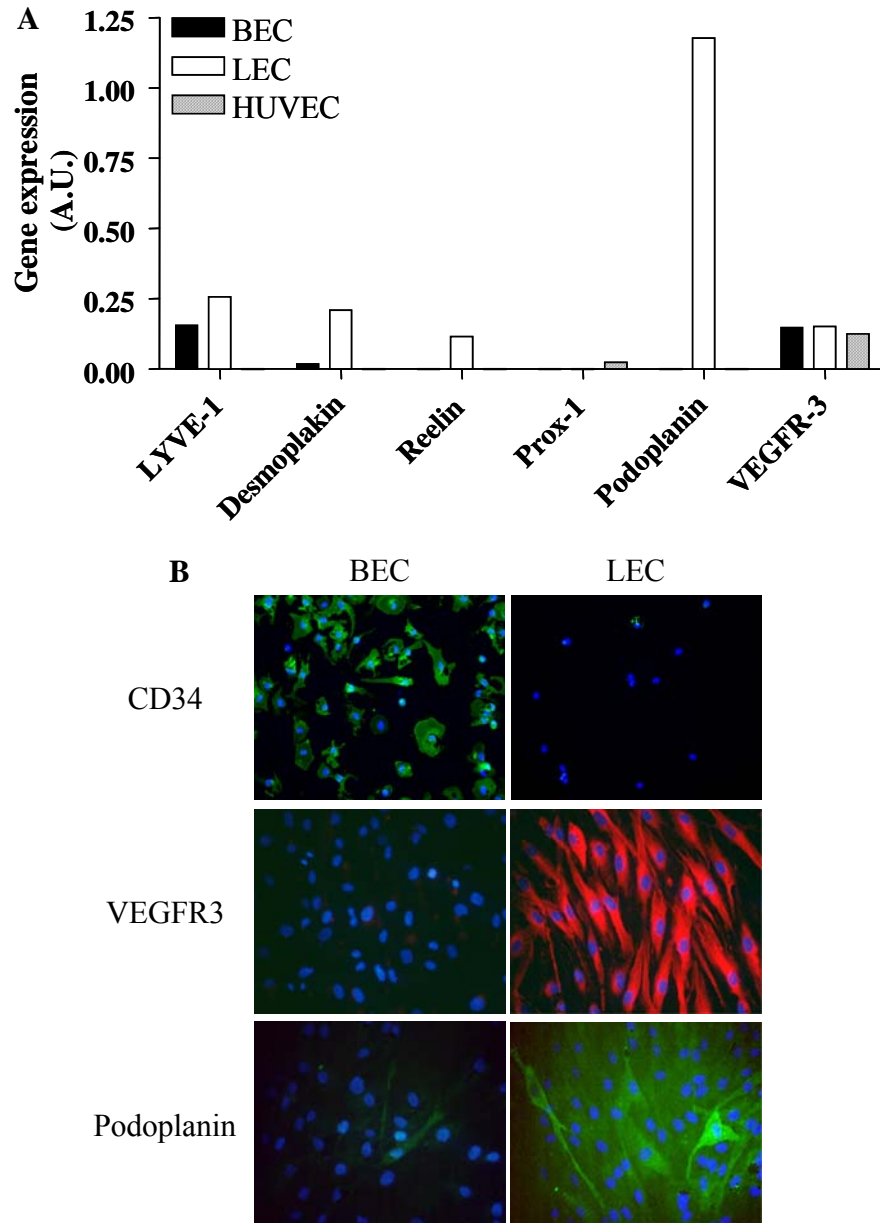 A
Gene expression
(A.U.)
1.25
1.00
0.75
0.50
0.25
0.00
BEC
LEC
HUVEC
LYVE-1
Desmoplakin
Reelin
Prox-1
Podoplanin
VEGFR-3
B
BEC
LEC
CD34
VEGFR3
Podoplanin